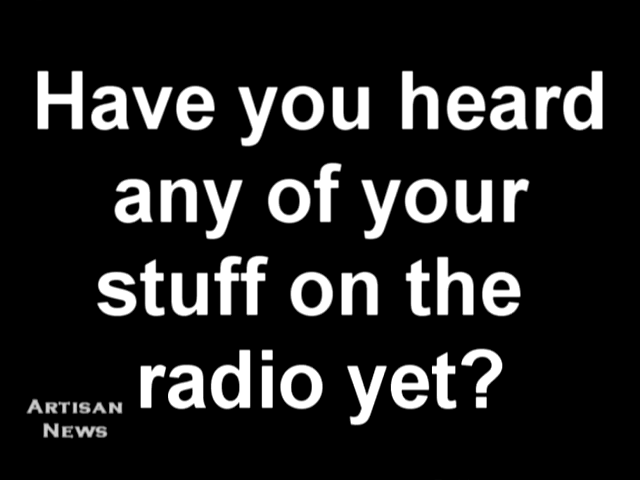 Have you heard
any of your
stuff on the
radio yet?
ARTISAN
NEWS